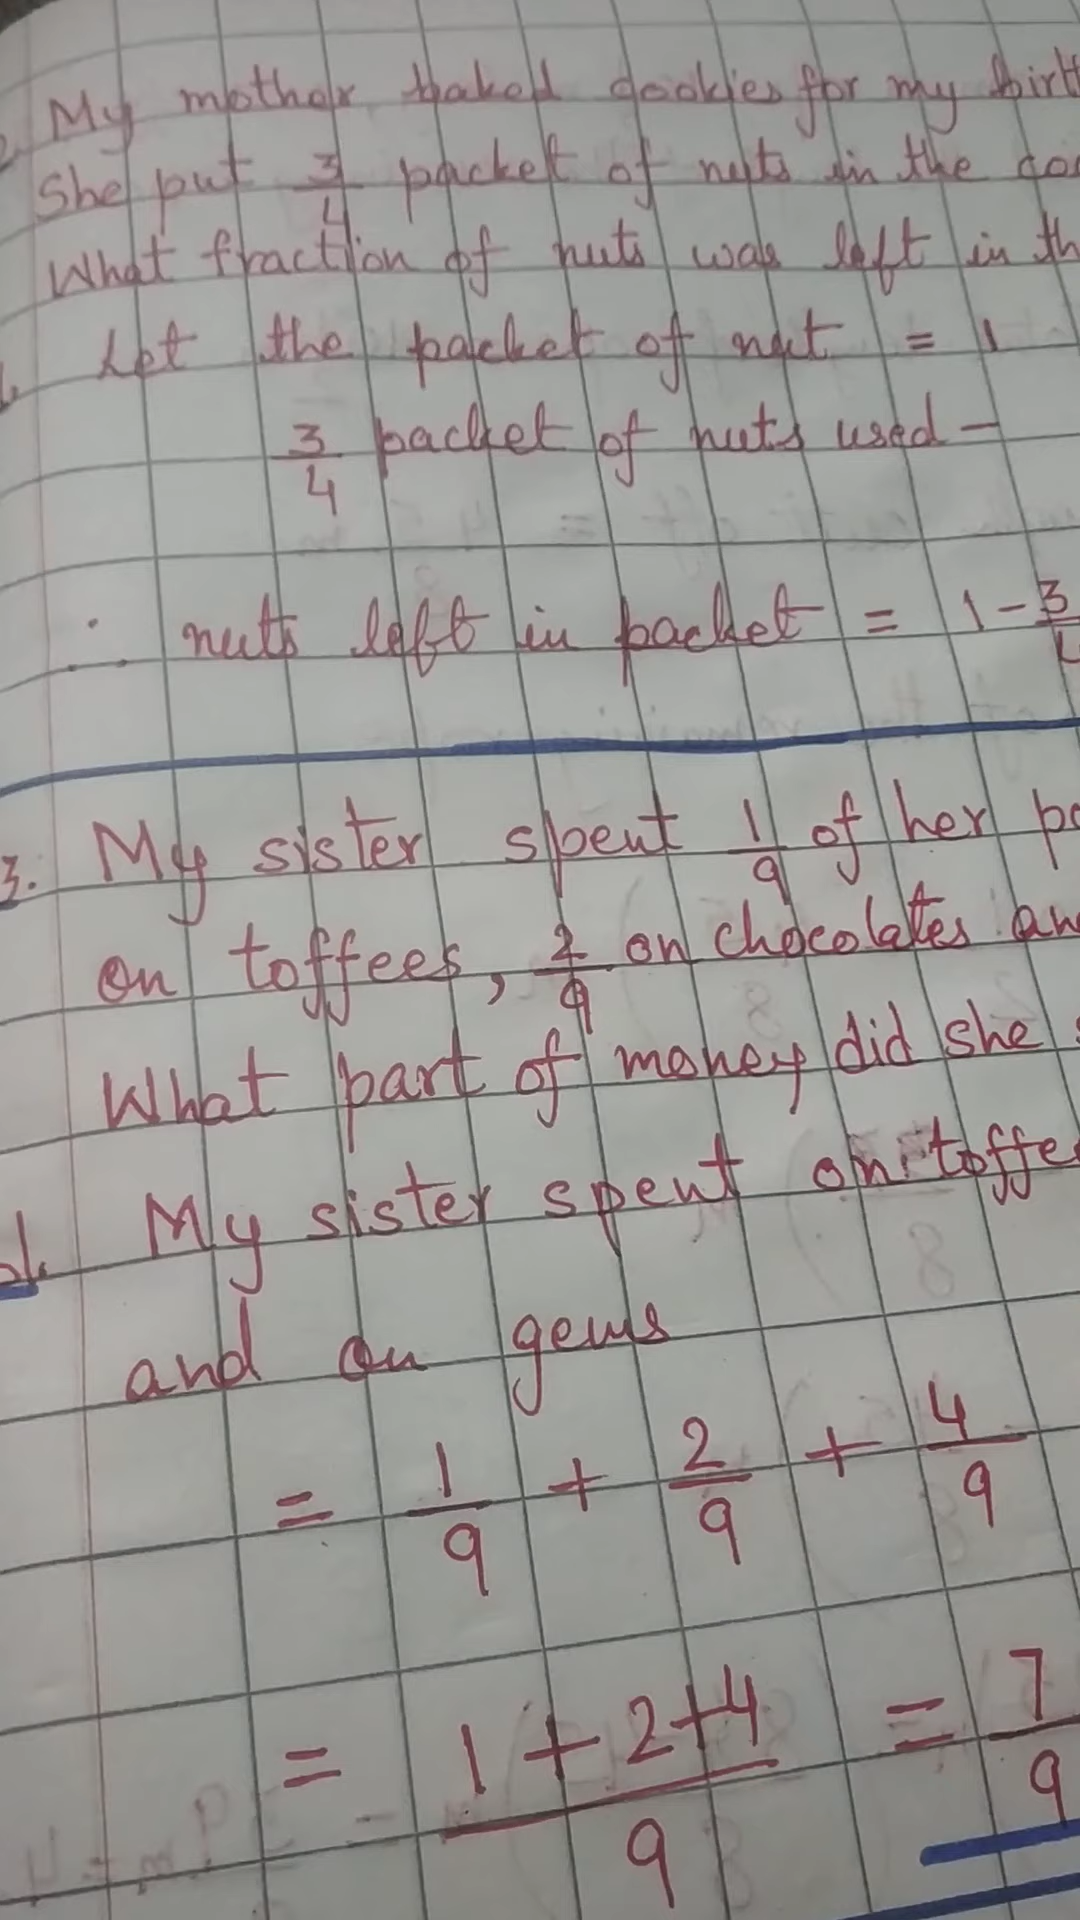 My mother baked cookies for my birt
She put 3/4 packet of nuts in the coo
What fraction of nuts was left in th
Let the packet of nut = 1
3/4 packet of nuts used -
∴ nuts left in packet = 1 - 3/4
3. My sister spent 1/9 of her po
on toffees, 2/9 on chocolates an
What part of money did she
My sister spent on toffe
and on gems
= 1/9 + 2/9 + 4/9
= 1+2+4/9 = 7/9